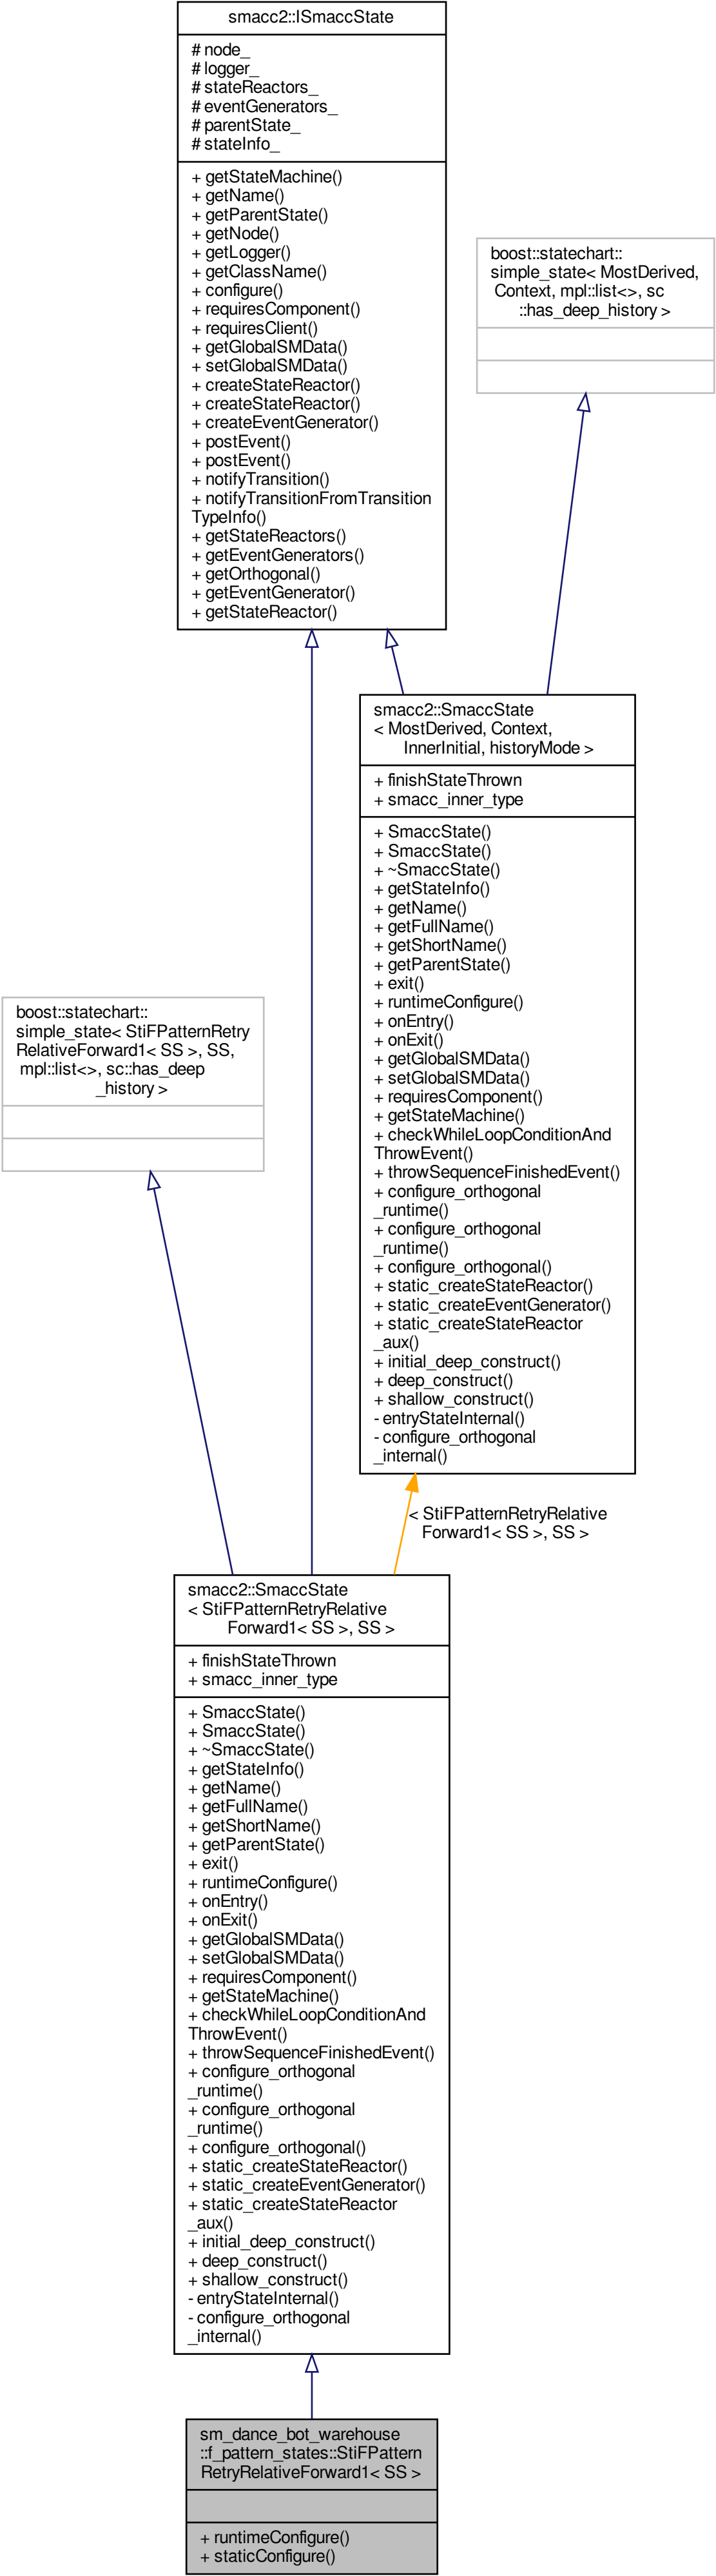 smacc2::ISmaccState
# node_
# logger_
# stateReactors_
# eventGenerators_
# parentState_
# stateInfo_
+ getStateMachine()
+ getName()
+ getParentState()
+ getNode()
+ getLogger()
+ getClassName()
+ configure()
+ requiresComponent()
+ requiresClient()
+ getGlobalSMData()
+ setGlobalSMData()
+ createStateReactor()
+ createStateReactor()
+ createEventGenerator()
+ postEvent()
+ postEvent()
+ notifyTransition()
+ notifyTransitionFromTransition
TypeInfo()
+ getStateReactors()
+ getEventGenerators()
+ getOrthogonal()
+ getEventGenerator()
+ getStateReactor()
boost::statechart::
simple_state< MostDerived,
Context, mpl::list<>, sc
::has_deep_history >
smacc2::SmaccState
< MostDerived, Context,
InnerInitial, historyMode >
+ finishStateThrown
+ smacc_inner_type
+ SmaccState()
+ SmaccState()
+ ~SmaccState()
+ getStateInfo()
+ getName()
+ getFullName()
+ getShortName()
+ getParentState()
+ exit()
+ runtimeConfigure()
+ onEntry()
+ onExit()
+ getGlobalSMData()
+ setGlobalSMData()
+ requiresComponent()
+ getStateMachine()
+ checkWhileLoopConditionAnd
ThrowEvent()
+ throwSequenceFinishedEvent()
+ configure_orthogonal
_runtime()
+ configure_orthogonal
_runtime()
+ configure_orthogonal()
+ static_createStateReactor()
+ static_createEventGenerator()
+ static_createStateReactor
_aux()
+ initial_deep_construct()
+ deep_construct()
+ shallow_construct()
- entryStateInternal()
- configure_orthogonal
_internal()
boost::statechart::
simple_state< StiFPatternRetry
RelativeForward1< SS >, SS,
mpl::list<>, sc::has_deep
_history >
< StiFPatternRetryRelative
Forward1< SS >, SS >
smacc2::SmaccState
< StiFPatternRetryRelative
Forward1< SS >, SS >
+ finishStateThrown
+ smacc_inner_type
+ SmaccState()
+ SmaccState()
+ ~SmaccState()
+ getStateInfo()
+ getName()
+ getFullName()
+ getShortName()
+ getParentState()
+ exit()
+ runtimeConfigure()
+ onEntry()
+ onExit()
+ getGlobalSMData()
+ setGlobalSMData()
+ requiresComponent()
+ getStateMachine()
+ checkWhileLoopConditionAnd
ThrowEvent()
+ throwSequenceFinishedEvent()
+ configure_orthogonal
_runtime()
+ configure_orthogonal
_runtime()
+ configure_orthogonal()
+ static_createStateReactor()
+ static_createEventGenerator()
+ static_createStateReactor
_aux()
+ initial_deep_construct()
+ deep_construct()
+ shallow_construct()
- entryStateInternal()
- configure_orthogonal
_internal()
sm_dance_bot_warehouse
::f_pattern_states::StiFPattern
RetryRelativeForward1< SS >
+ runtimeConfigure()
+ staticConfigure()